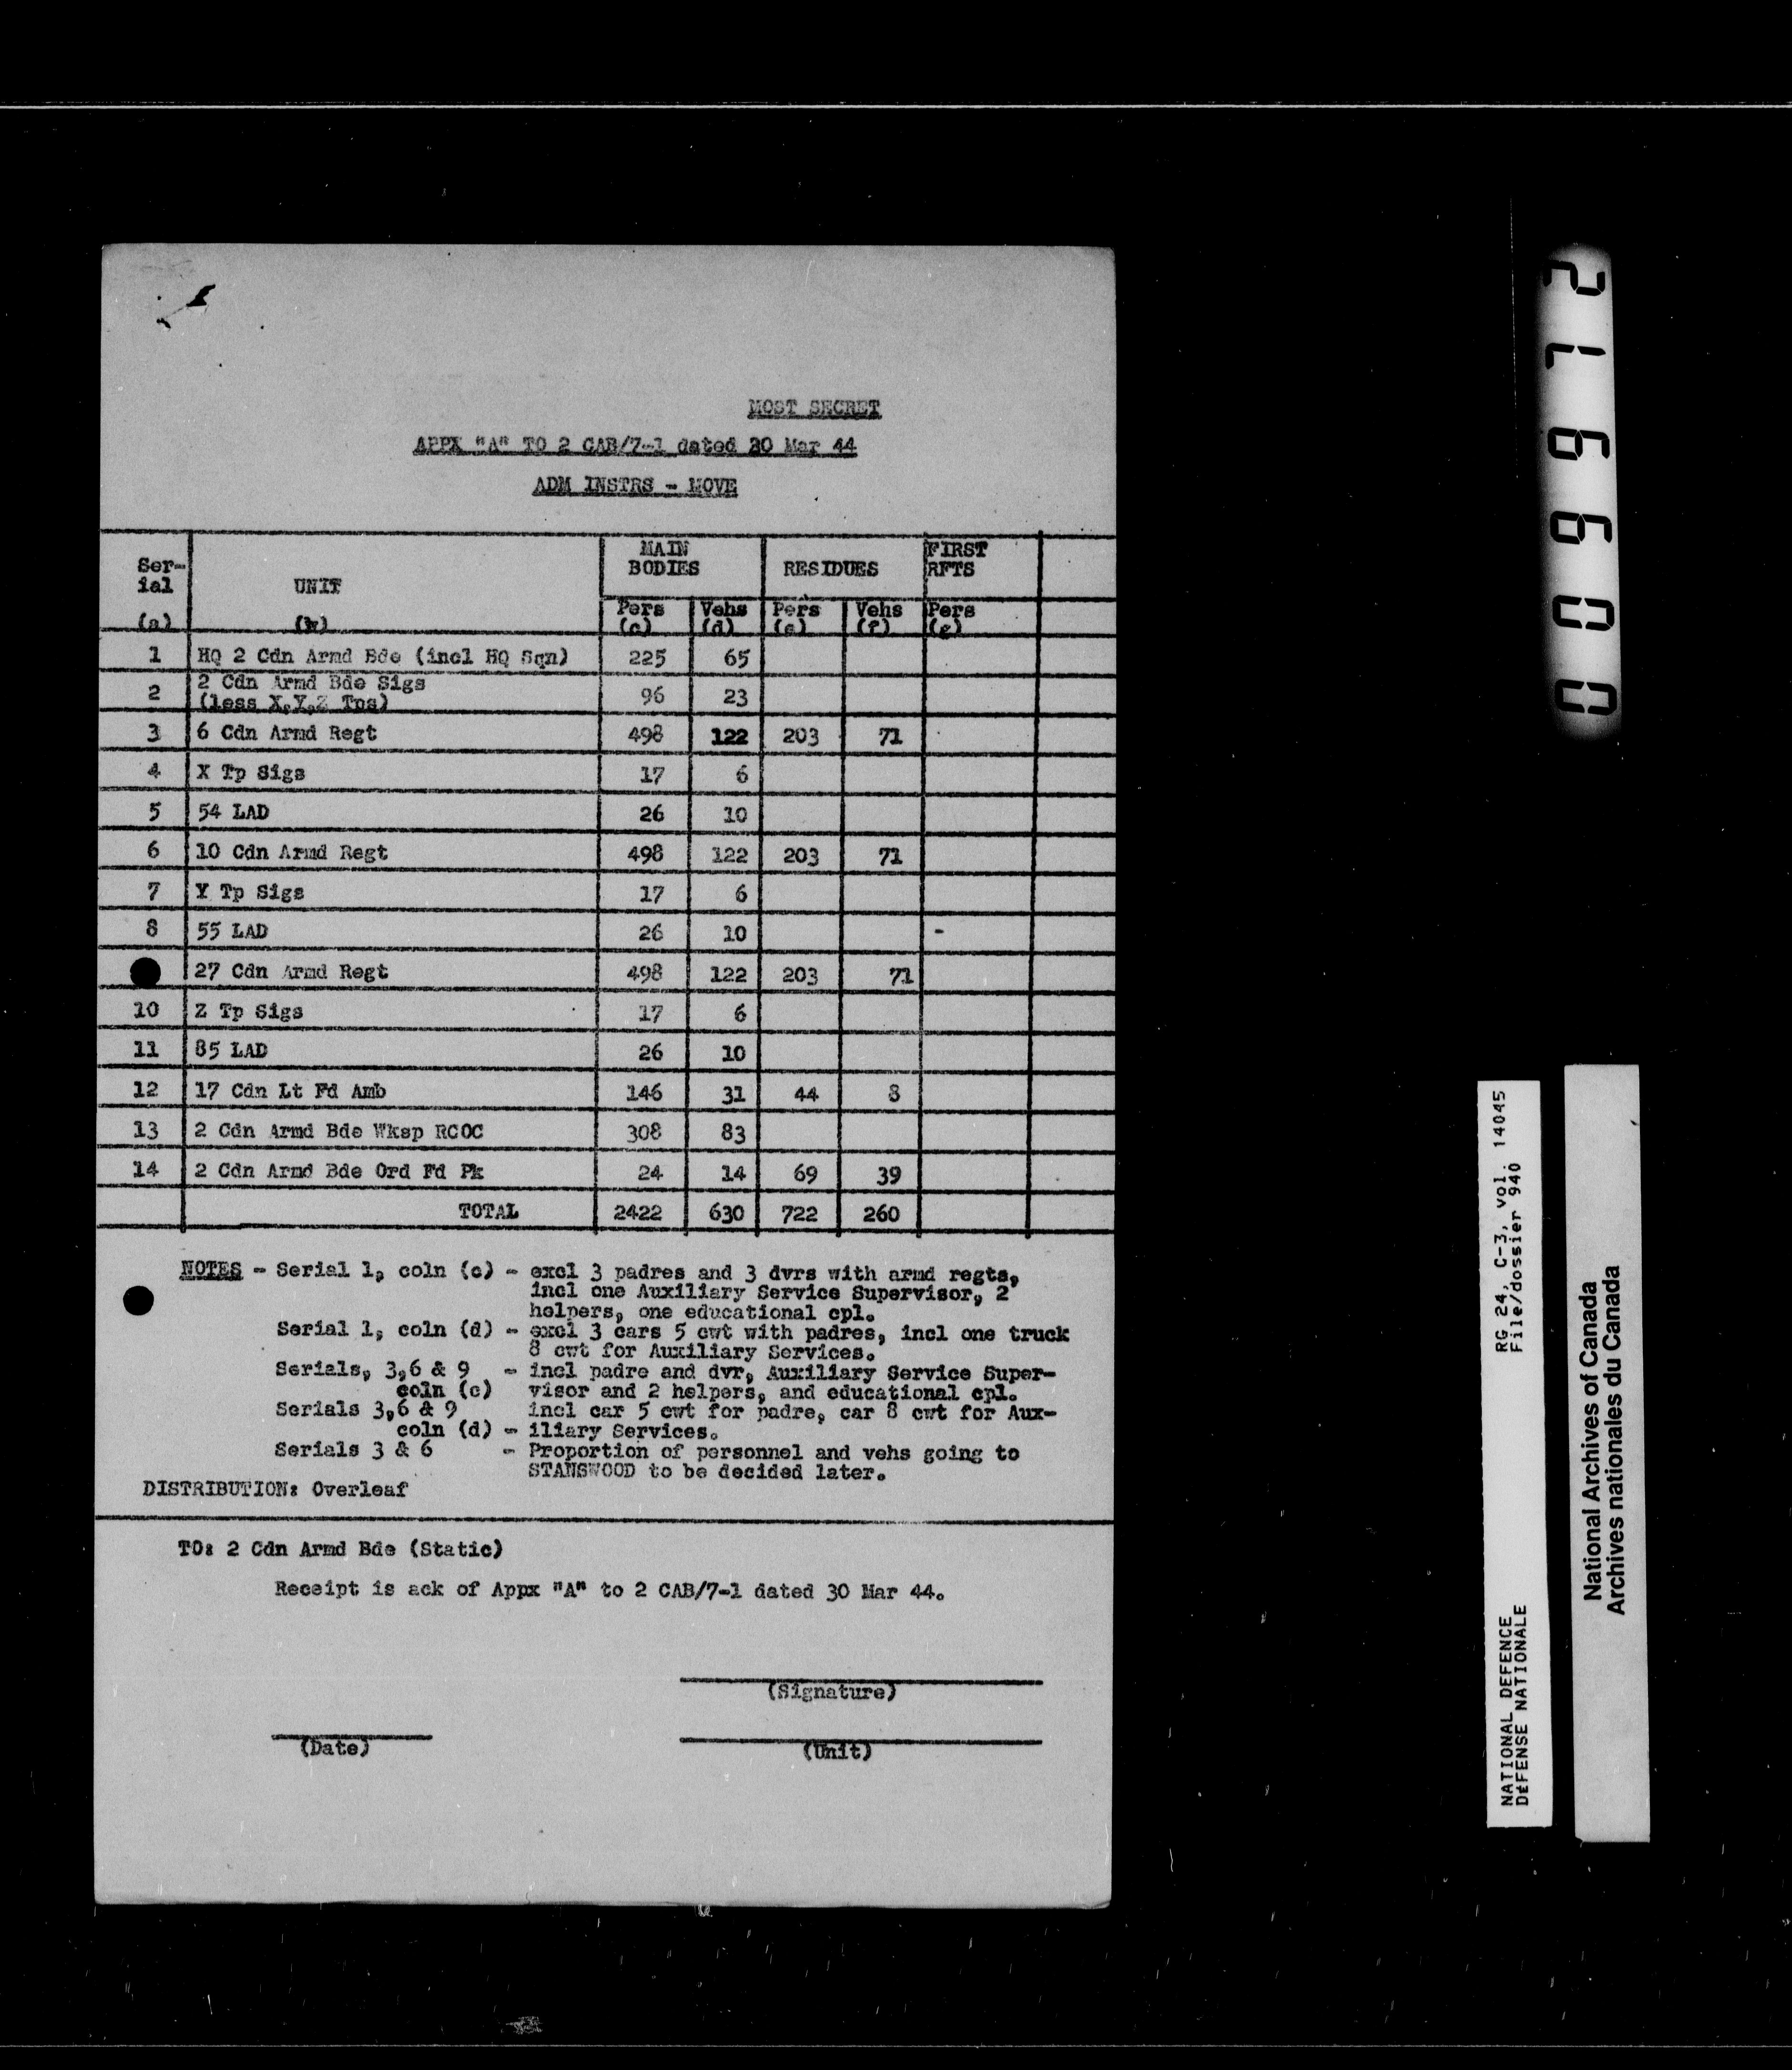 MOST SECRET
APPX "A" TO 2 CAB/7-1 dated 30 Mar 44
ADM INSTRS - MOVE
Ser- MAIN FIRST
ial UNIT BODIES RESIDUES RFTS
Pers Vehs Pers Vehs Pers
(a) (b) (c) (d) (e) (f) (g)
1 HQ 2 Cdn Armd Bde (incl HQ Sqn) 225 65
2 2 Cdn Armd Bde Sigs
(less X,Y,Z Tps) 96 23
3 6 Cdn Armd Regt 498 122 203 71
4 X Tp Sigs 17 6
5 54 LAD 26 10
6 10 Cdn Armd Regt 498 122 203 71
7 Y Tp Sigs 17 6
8 55 LAD 26 10 -
27 Cdn Armd Regt 498 122 203 71
10 Z Tp Sigs 17 6
11 85 LAD 26 10
12 17 Cdn Lt Fd Amb 146 31 44 8
13 2 Cdn Armd Bde Wksp RCOC 308 83
14 2 Cdn Armd Bde Ord Fd Pk 24 14 69 39
TOTAL 2422 630 722 260
NOTES - Serial 1, coln (c) - excl 3 padres and 3 dvrs with armd regts,
incl one Auxiliary Service Supervisor, 2
helpers, one educational cpl.
Serial 1, coln (d) - excl 3 cars 5 cwt with padres, incl one truck
8 cwt for Auxiliary Services.
Serials, 3,6 & 9 - incl padre and dvr, Auxiliary Service Super-
coln (c) visor and 2 helpers, and educational cpl.
Serials 3,6 & 9 incl car 5 cwt for padre, car 8 cwt for Aux-
coln (d) - iliary Services.
Serials 3 & 6 - Proportion of personnel and vehs going to
STANSWOOD to be decided later.
DISTRIBUTION: Overleaf
TO: 2 Cdn Armd Bde (Static)
Receipt is ack of Appx "A" to 2 CAB/7-1 dated 30 Mar 44.
(Signature)
(Date) (Unit)
00996712
RG 24, C-3, vol. 14045
File/dossier 940
NATIONAL DEFENCE
DÉFENSE NATIONALE
National Archives of Canada
Archives nationales du Canada